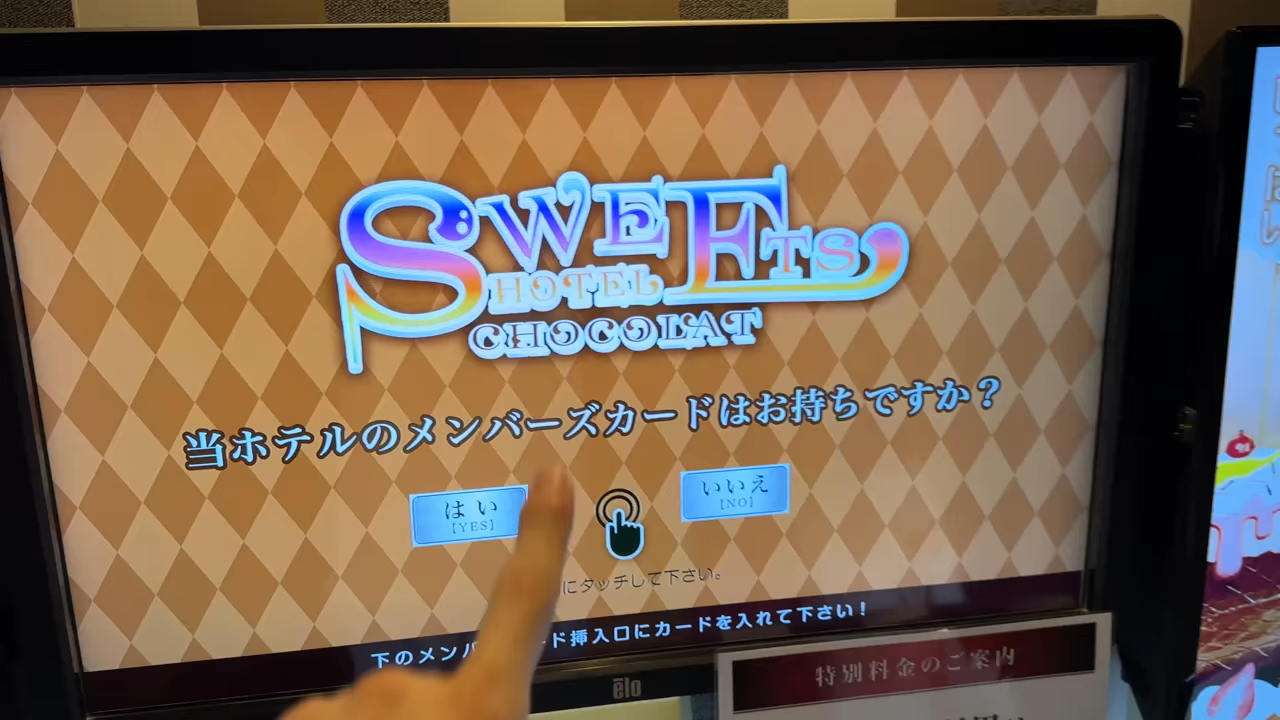 SWEETS
HOTEL
CHOCOLAT
当ホテルのメンバーズカードはお持ちですか？
はい
[YES]
いいえ
[NO]
にタッチして下さい。
下のメンバ ド挿入口にカードを入れて下さい！
ēlo
特別料金のご案内